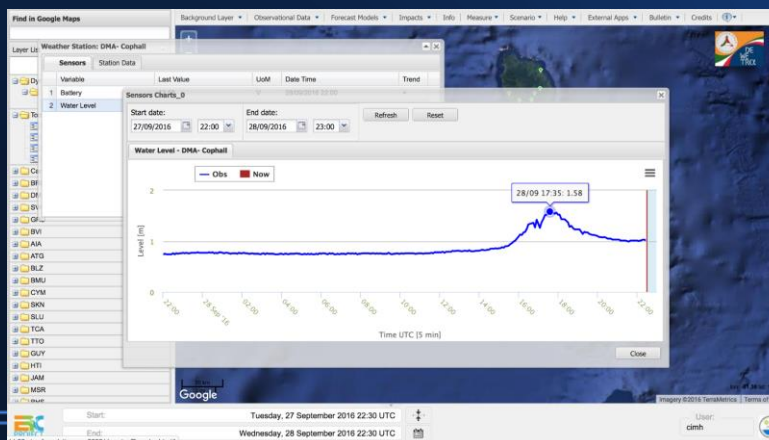 Find in Google Maps
Background Layer Observational Data Forecast Models Impacts Info Measure Scenario Help External Apps Bulletin Credits
Layer Lis
Weather Station: DMA- Cophall
Sensors Station Data
Variable Last Value UoM Date Time Trend
1 Battery
2 Water Level
Sensors Charts_0
Start date: End date:
27/09/2016 22:00 28/09/2016 23:00 Refresh Reset
Water Level - DMA- Cophall
Obs Now
28/09 17:35: 1.58
Level [m]
2
1
0
22:00 28 Sep '16 02:00 04:00 06:00 08:00 10:00 12:00 14:00 16:00 18:00 20:00 22:00
Time UTC [5 min]
Close
BVI
AIA
ATG
BLZ
BMU
CYM
SKN
SLU
TCA
TTO
GUY
HTI
JAM
MSR
Google
Imagery ©2016 TerraMetrics Terms of
Start: Tuesday, 27 September 2016 22:30 UTC
End: Wednesday, 28 September 2016 22:30 UTC
User:
cimh